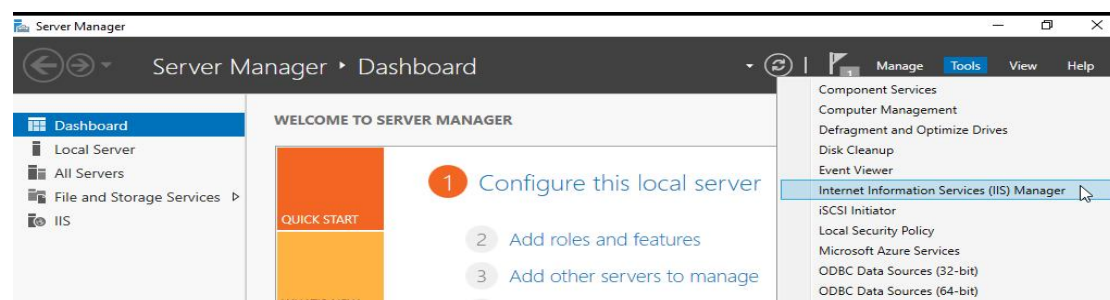 Server Manager
Server Manager ‣ Dashboard
1
Manage
Tools
View
Help
Dashboard
Local Server
All Servers
File and Storage Services
IIS
WELCOME TO SERVER MANAGER
QUICK START
1 Configure this local server
2 Add roles and features
3 Add other servers to manage
Component Services
Computer Management
Defragment and Optimize Drives
Disk Cleanup
Event Viewer
Internet Information Services (IIS) Manager
iSCSI Initiator
Local Security Policy
Microsoft Azure Services
ODBC Data Sources (32-bit)
ODBC Data Sources (64-bit)